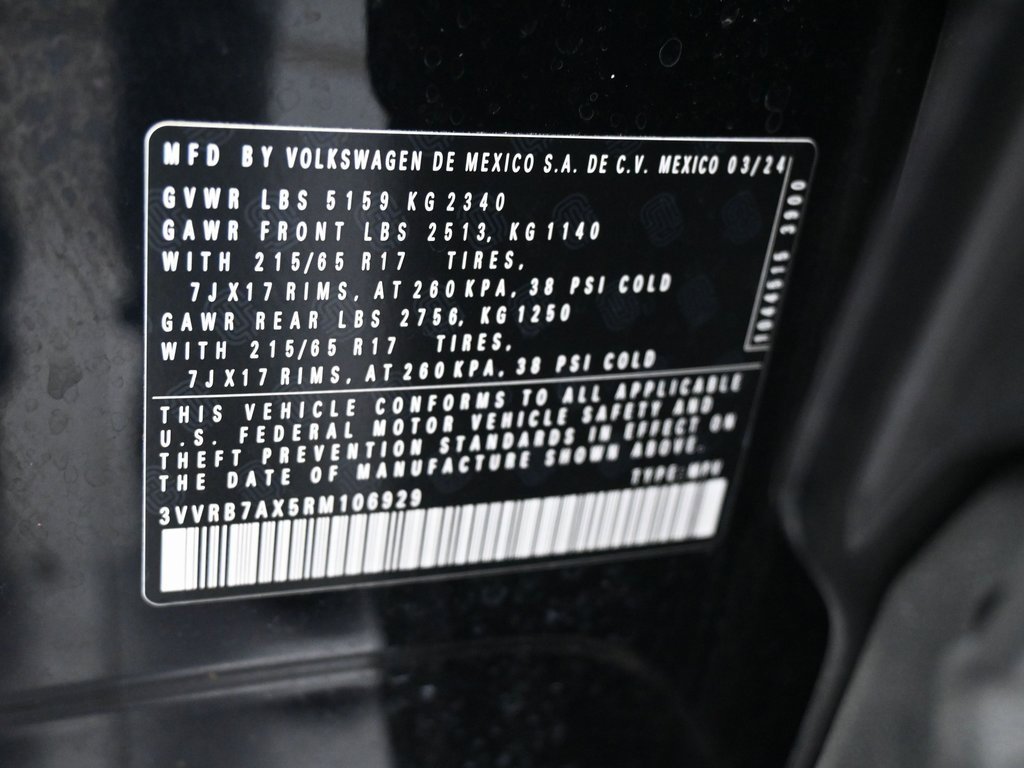 MFD BY VOLKSWAGEN DE MEXICO S.A. DE C.V. MEXICO 03/24
GVWR LBS 5159 KG 2340
GAWR FRONT LBS 2513, KG 1140
WITH 215/65 R17 TIRES,
7JX17 RIMS, AT 260 KPA, 38 PSI COLD
GAWR REAR LBS 2756, KG 1250
WITH 215/65 R17 TIRES,
7JX17 RIMS, AT 260 KPA, 38 PSI COLD
THIS VEHICLE CONFORMS TO ALL APPLICABLE
U.S. FEDERAL MOTOR VEHICLE SAFETY AND
THEFT PREVENTION STANDARDS IN EFFECT ON
THE DATE OF MANUFACTURE SHOWN ABOVE.
TYPE: MPV
3VVRB7AX5RM106929
1044516 3900